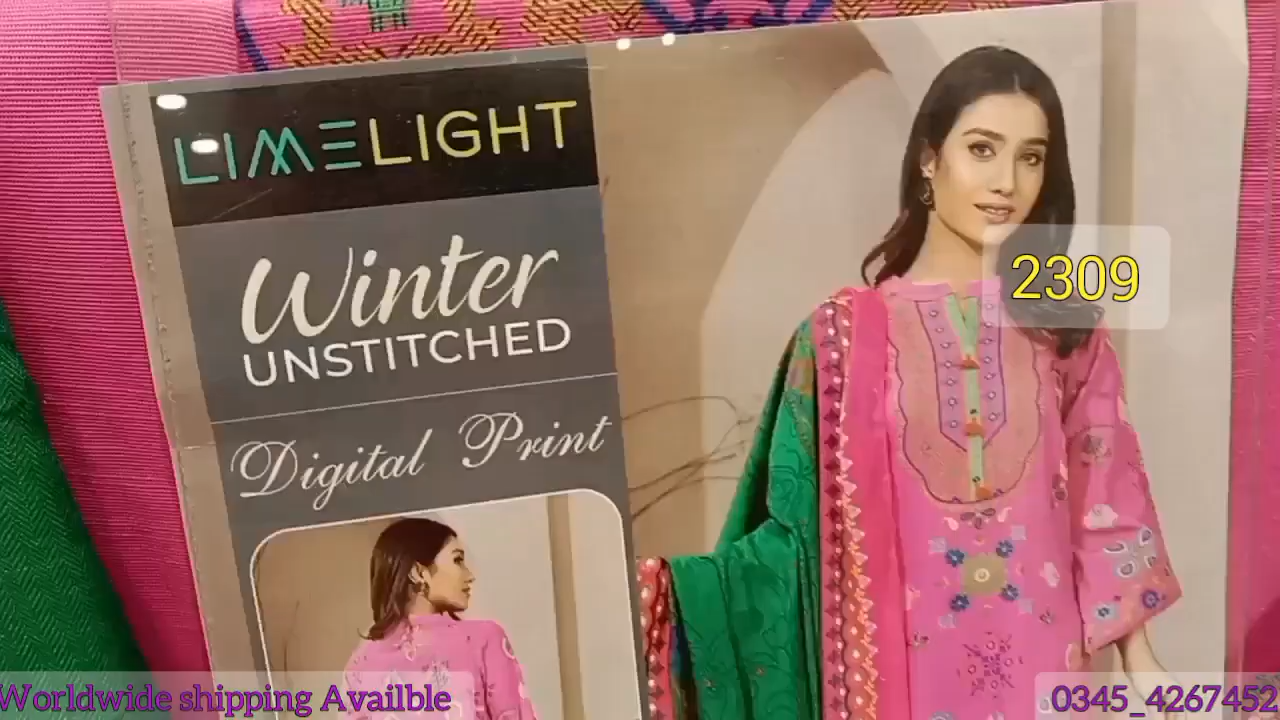 LIMELIGHT
Winter
UNSTITCHED
Digital Print
2309
Worldwide shipping Availble
0345_4267452